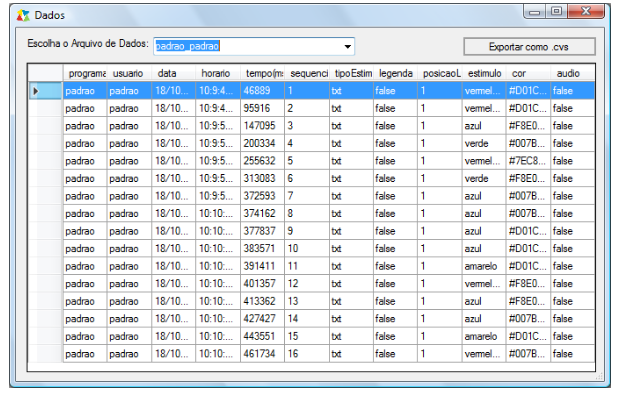 Dados
Escolha o Arquivo de Dados: padrao_padrao Exportar como .cvs
programa usuario data horario tempo(ms sequenci tipoEstim legenda posicaoL estimulo cor audio
padrao padrao 18/10... 10:9:4... 46889 1 txt false 1 vermel... #D01C... false
padrao padrao 18/10... 10:9:4... 95916 2 txt false 1 vermel... #D01C... false
padrao padrao 18/10... 10:9:5... 147095 3 txt false 1 azul #F8E0... false
padrao padrao 18/10... 10:9:5... 200334 4 txt false 1 verde #007B... false
padrao padrao 18/10... 10:9:5... 255632 5 txt false 1 vermel... #7EC8... false
padrao padrao 18/10... 10:9:5... 313083 6 txt false 1 verde #F8E0... false
padrao padrao 18/10... 10:9:5... 372593 7 txt false 1 azul #007B... false
padrao padrao 18/10... 10:10:... 374162 8 txt false 1 azul #007B... false
padrao padrao 18/10... 10:10:... 377837 9 txt false 1 azul #D01C... false
padrao padrao 18/10... 10:10:... 383571 10 txt false 1 azul #D01C... false
padrao padrao 18/10... 10:10:... 391411 11 txt false 1 amarelo #D01C... false
padrao padrao 18/10... 10:10:... 401357 12 txt false 1 vermel... #F8E0... false
padrao padrao 18/10... 10:10:... 413362 13 txt false 1 azul #F8E0... false
padrao padrao 18/10... 10:10:... 427427 14 txt false 1 azul #007B... false
padrao padrao 18/10... 10:10:... 443551 15 txt false 1 amarelo #D01C... false
padrao padrao 18/10... 10:10:... 461734 16 txt false 1 vermel... #007B... false